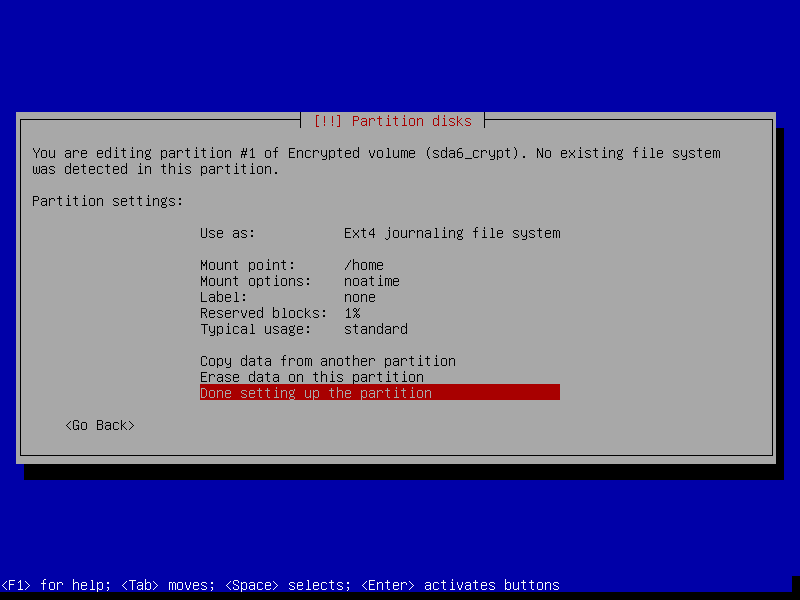 [!!] Partition disks
You are editing partition #1 of Encrypted volume (sda6_crypt). No existing file system
was detected in this partition.
Partition settings:
Use as: Ext4 journaling file system
Mount point: /home
Mount options: noatime
Label: none
Reserved blocks: 1%
Typical usage: standard
Copy data from another partition
Erase data on this partition
Done setting up the partition
<Go Back>
<F1> for help; <Tab> moves; <Space> selects; <Enter> activates buttons